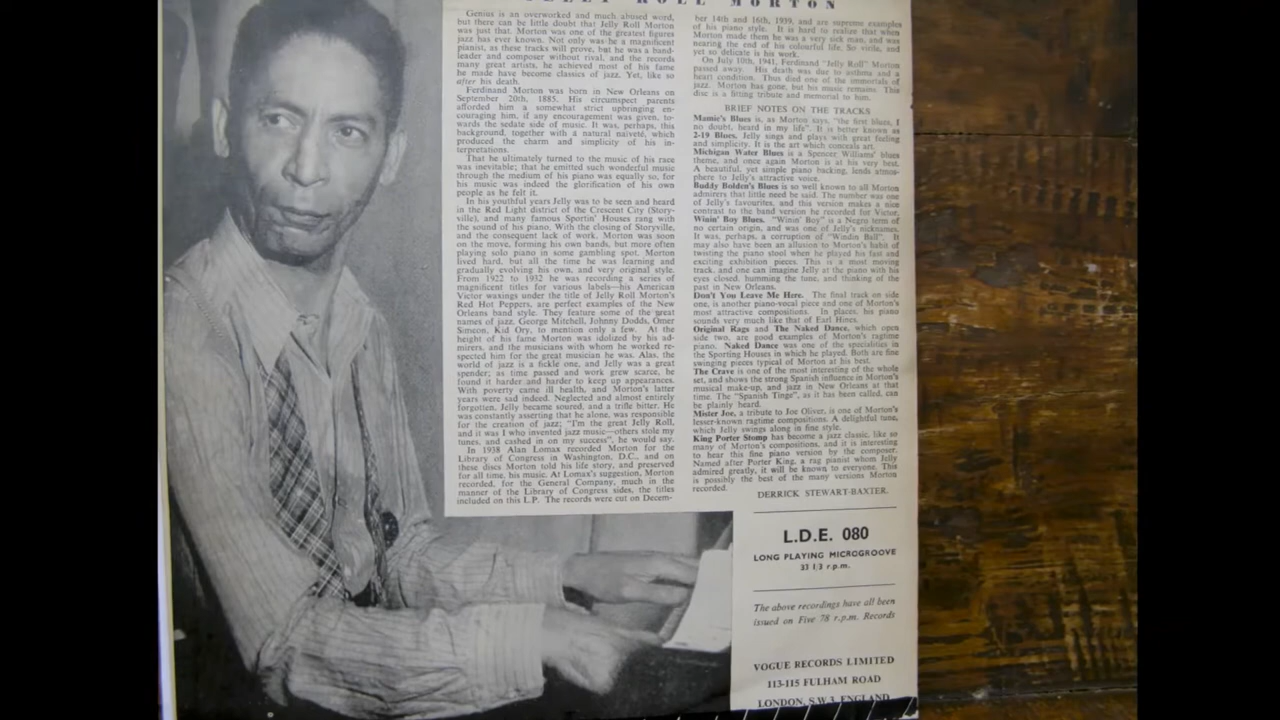 JELLY ROLL MORTON
Genius is an overworked and much abused word,
but there can be little doubt that Jelly Roll Morton
was just that. Morton was one of the greatest figures
jazz has ever known. Not only was he a magnificent
pianist, as these tracks will prove, but he was a band-
leader and composer without rival, and the records
many great artists, he achieved most of his fame
he made have become classics of jazz. Yet, like so
after his death.
Ferdinand Morton was born in New Orleans on
September 20th, 1885. His circumspect parents
afforded him a somewhat strict upbringing en-
couraging him, if any encouragement was given, to-
wards the sedate side of music. It was, perhaps, this
background, together with a natural naiveté, which
produced the charm and simplicity of his in-
terpretations.
That he ultimately turned to the music of his race
was inevitable; that he emitted such wonderful music
through the medium of his piano was equally so, for
his music was indeed the glorification of his own
people as he felt it.
In his youthful years Jelly was to be seen and heard
in the Red Light district of the Crescent City (Story-
ville), and many famous Sportin' Houses rang with
the sound of his piano. With the closing of Storyville,
and the consequent lack of work, Morton was soon
on the move, forming his own bands, but more often
playing solo piano in some gambling spot. Morton
lived hard, but all the time he was learning and
gradually evolving his own, and very original style.
From 1922 to 1932 he was recording a series of
magnificent titles for various labels—his American
Victor waxings under the title of Jelly Roll Morton's
Red Hot Peppers, are perfect examples of the New
Orleans band style. They feature some of the great
names of jazz, George Mitchell, Johnny Dodds, Omer
Simeon, Kid Ory, to mention only a few. At the
height of his fame Morton was idolized by his ad-
mirers, and the musicians with whom he worked re-
spected him for the great musician he was. Alas, the
world of jazz is a fickle one, and Jelly was a great
spender; as time passed and work grew scarce, he
found it harder and harder to keep up appearances.
With poverty came ill health, and Morton's latter
years were sad indeed. Neglected and almost entirely
forgotten, Jelly became soured, and a trifle bitter. He
was constantly asserting that he alone, was responsible
for the creation of jazz; "I'm the great Jelly Roll,
and it was I who invented jazz music—others stole my
tunes, and cashed in on my success", he would say.
In 1938 Alan Lomax recorded Morton for the
Library of Congress in Washington, D.C., and on
these discs Morton told his life story, and preserved
for all time, his music. At Lomax's suggestion, Morton
recorded, for the General Company, much in the
manner of the Library of Congress sides, the titles
included on this L.P. The records were cut on Decem-
ber 14th and 16th, 1939, and are supreme examples
of his piano style. It is hard to realize that when
Morton made them he was a very sick man, and was
nearing the end of his colourful life. So virile, and
yet so delicate is his work.
On July 10th, 1941, Ferdinand "Jelly Roll" Morton
passed away. His death was due to asthma and a
heart condition. Thus died one of the immortals of
jazz. Morton has gone, but his music remains. This
disc is a fitting tribute and memorial to him.
BRIEF NOTES ON THE TRACKS
Mamie's Blues is, as Morton says, "the first blues, I
no doubt, heard in my life". It is better known as
2-19 Blues. Jelly sings and plays with great feeling
and simplicity. It is the art which conceals art.
Michigan Water Blues is a Spencer Williams' blues
theme, and once again Morton is at his very best.
A beautiful, yet simple piano backing, lends atmos-
phere to Jelly's attractive voice.
Buddy Bolden's Blues is so well known to all Morton
admirers that little need be said. The number was one
of Jelly's favourites, and this version makes a nice
contrast to the band version he recorded for Victor.
Winin' Boy Blues. "Winin' Boy" is a Negro term of
no certain origin, and was one of Jelly's nicknames.
It was, perhaps, a corruption of "Windin Ball". It
may also have been an allusion to Morton's habit of
twisting the piano stool when he played his fast and
exciting exhibition pieces. This is a most moving
track, and one can imagine Jelly at the piano with his
eyes closed, humming the tune, and thinking of the
past in New Orleans.
Don't You Leave Me Here. The final track on side
one, is another piano-vocal piece and one of Morton's
most attractive compositions. In places, his piano
sounds very much like that of Earl Hines.
Original Rags and The Naked Dance, which open
side two, are good examples of Morton's ragtime
piano. Naked Dance was one of the specialities in
the Sporting Houses in which he played. Both are fine
swinging pieces typical of Morton at his best.
The Crave is one of the most interesting of the whole
set, and shows the strong Spanish influence in Morton's
musical make-up, and jazz in New Orleans at that
time. The "Spanish Tinge", as it has been called, can
be plainly heard.
Mister Joe, a tribute to Joe Oliver, is one of Morton's
lesser-known ragtime compositions. A delightful tune,
which Jelly swings along in fine style.
King Porter Stomp has become a jazz classic, like so
many of Morton's compositions, and it is interesting
to hear this fine piano version by the composer.
Named after Porter King, a rag pianist whom Jelly
admired greatly, it will be known to everyone. This
is possibly the best of the many versions Morton
recorded.
DERRICK STEWART-BAXTER.
L.D.E. 080
LONG PLAYING MICROGROOVE
33 1/3 r.p.m.
The above recordings have all been
issued on Five 78 r.p.m. Records
VOGUE RECORDS LIMITED
113-115 FULHAM ROAD
LONDON, S.W.3, ENGLAND